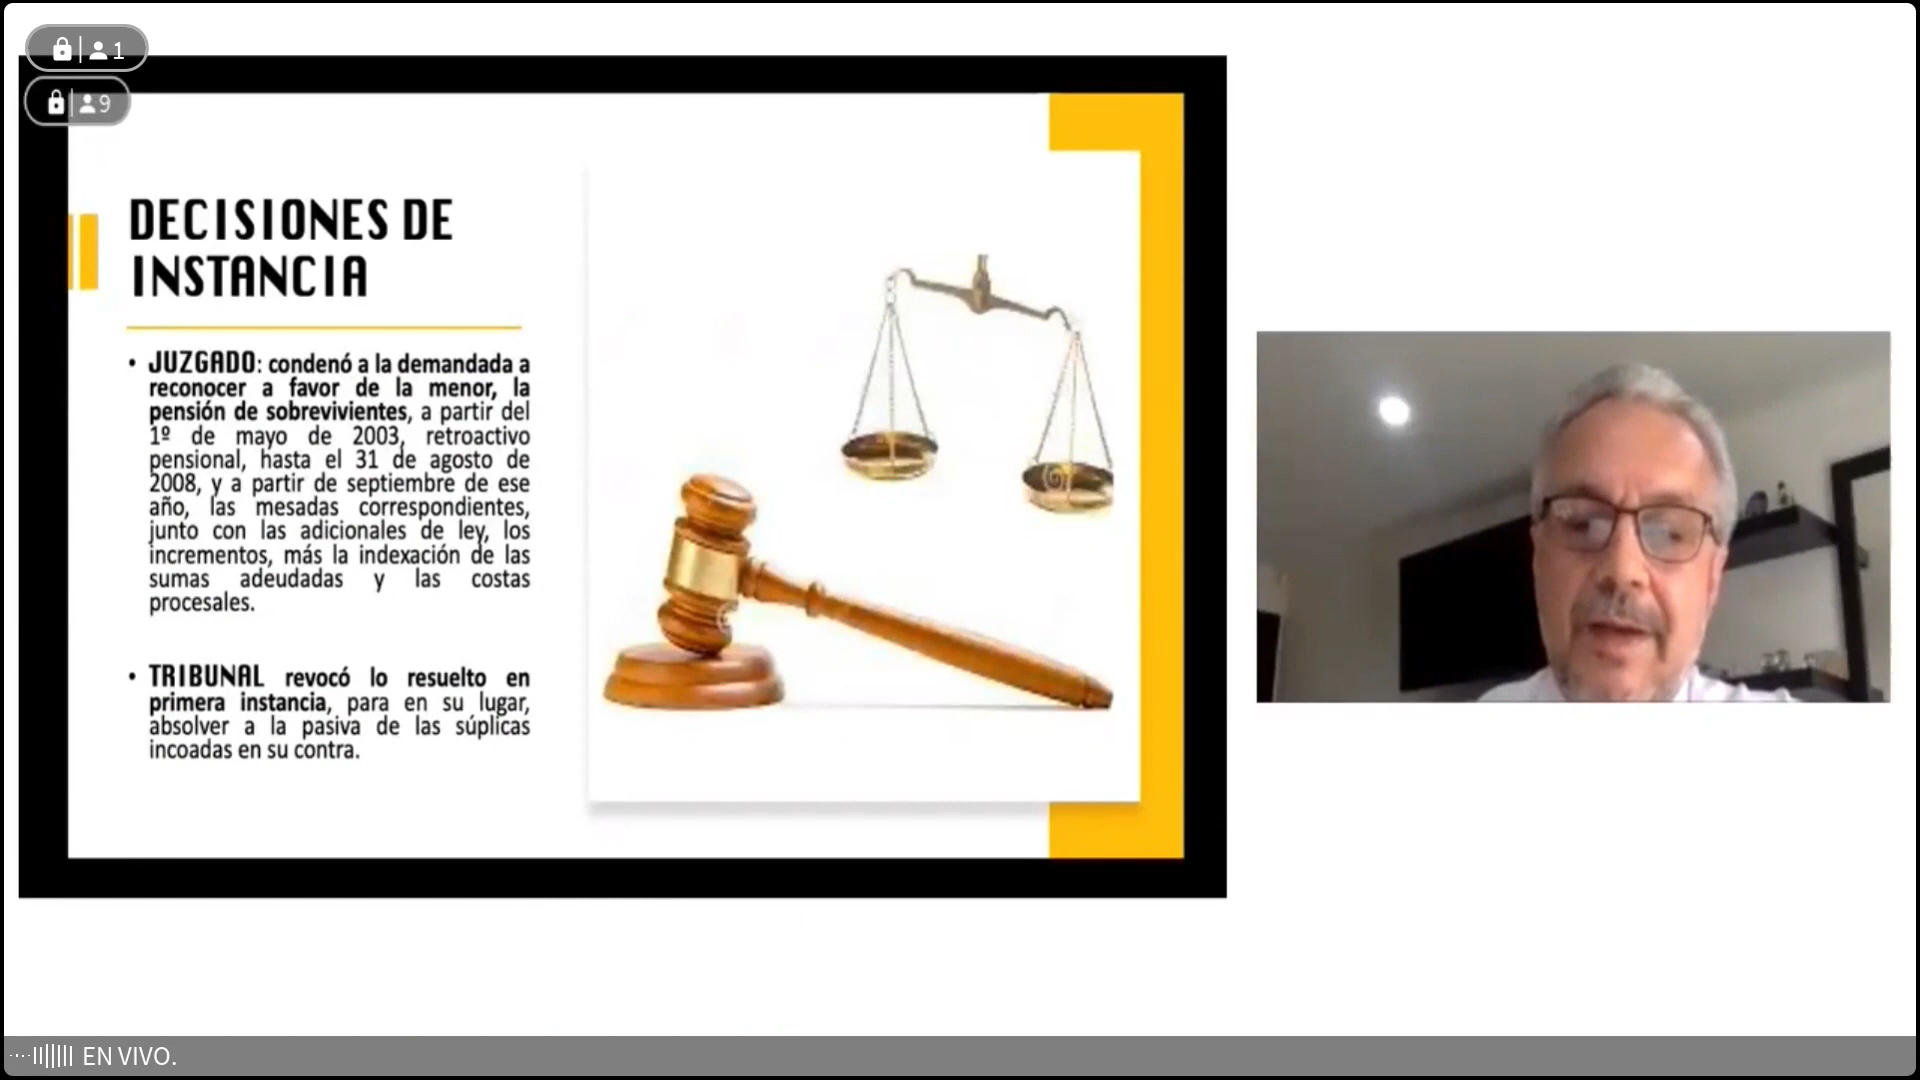 1
9
DECISIONES DE
INSTANCIA
• JUZGADO: condenó a la demandada a
reconocer a favor de la menor, la
pensión de sobrevivientes, a partir del
1º de mayo de 2003, retroactivo
pensional, hasta el 31 de agosto de
2008, y a partir de septiembre de ese
año, las mesadas correspondientes,
junto con las adicionales de ley, los
incrementos, más la indexación de las
sumas adeudadas y las costas
procesales.
• TRIBUNAL revocó lo resuelto en
primera instancia, para en su lugar,
absolver a la pasiva de las súplicas
incoadas en su contra.
EN VIVO.